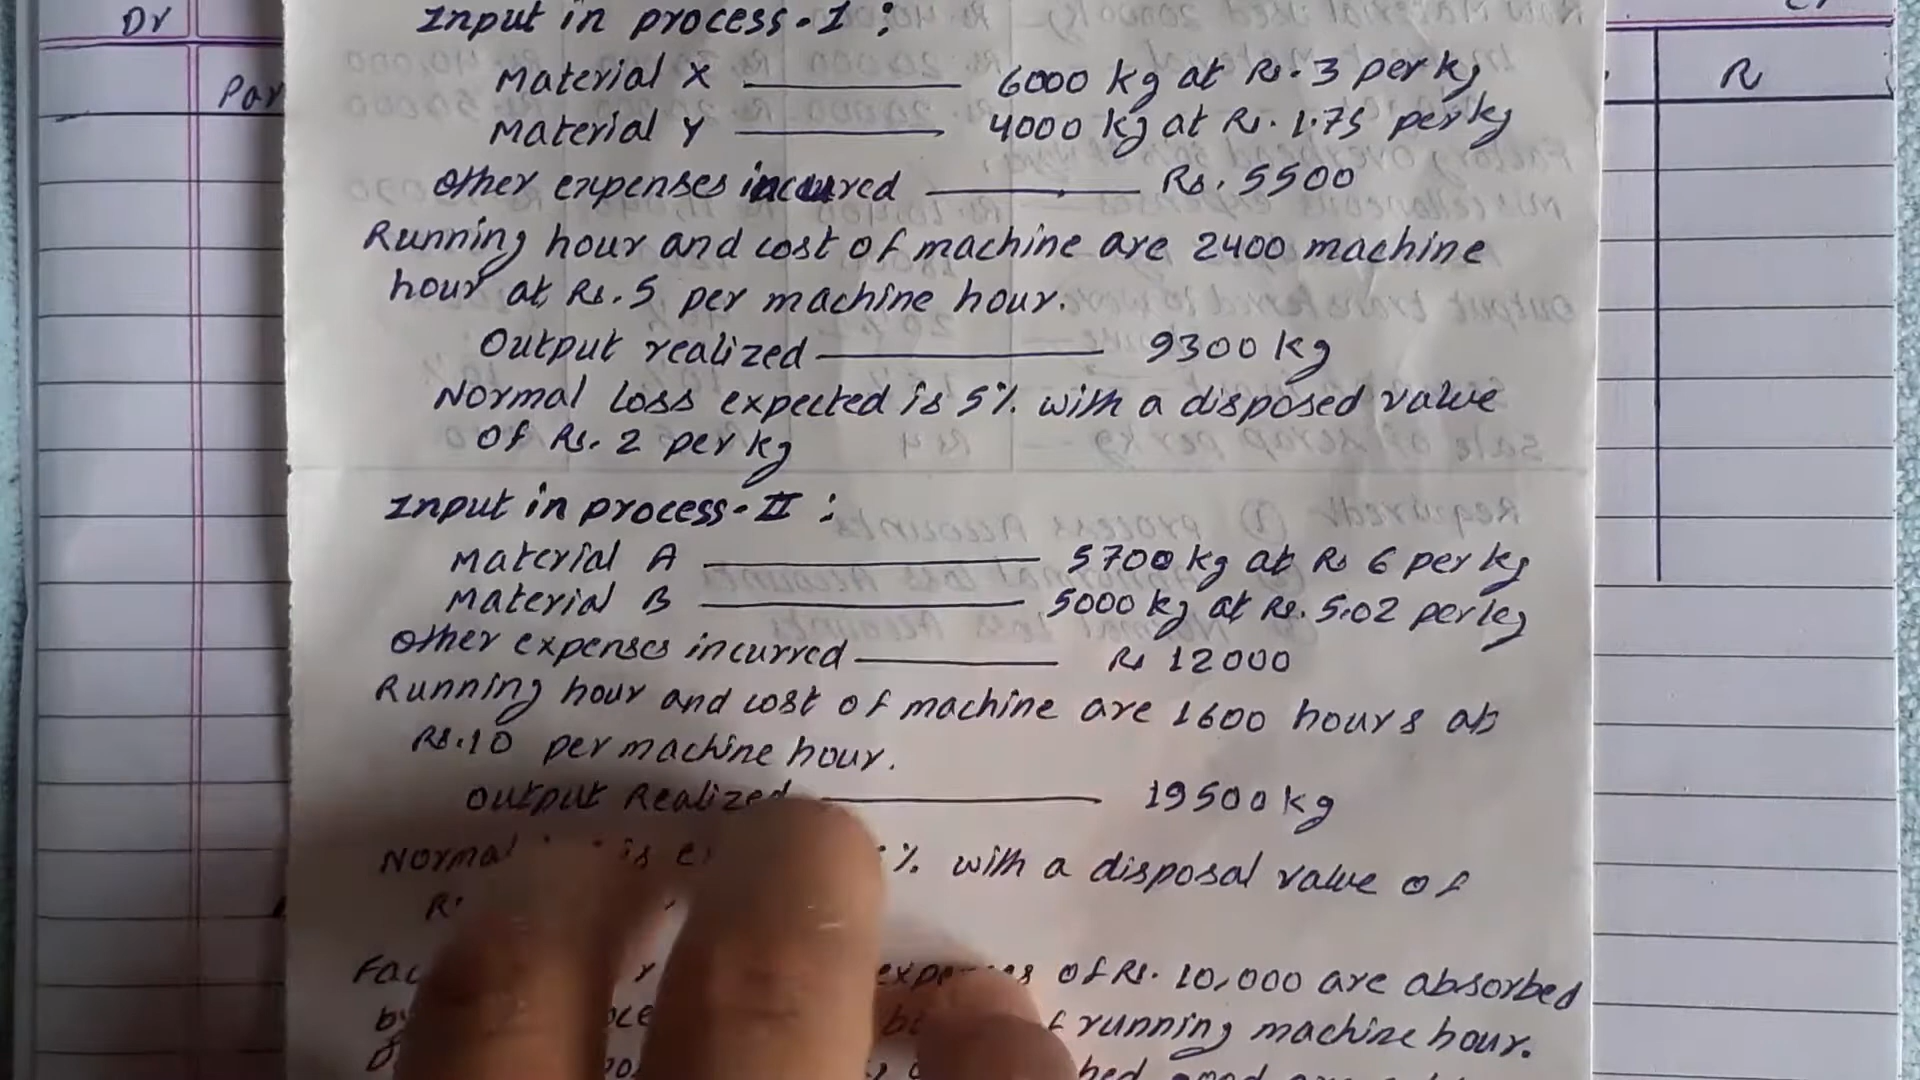 Dr
Cr
Par
R
Input in process-I :
Material X 6000 kg at Rs. 3 per kg
Material Y 4000 kg at Rs. 1.75 per kg
Other expenses incurred Rs. 5500
Running hour and cost of machine are 2400 machine
hour at Rs. 5 per machine hour.
Output realized 9300 kg
Normal Loss expected is 5% with a disposed value
of Rs. 2 per kg
Input in process-II :
Material A 5700 kg at Rs 6 per kg
Material B 5000 kg at Rs. 5.02 per kg
Other expenses incurred Rs 12000
Running hour and cost of machine are 1600 hours at
Rs.10 per machine hour.
Output Realized 19500 kg
Normal is % with a disposal value of
of Rs. 10,000 are absorbed
running machine hour.
good